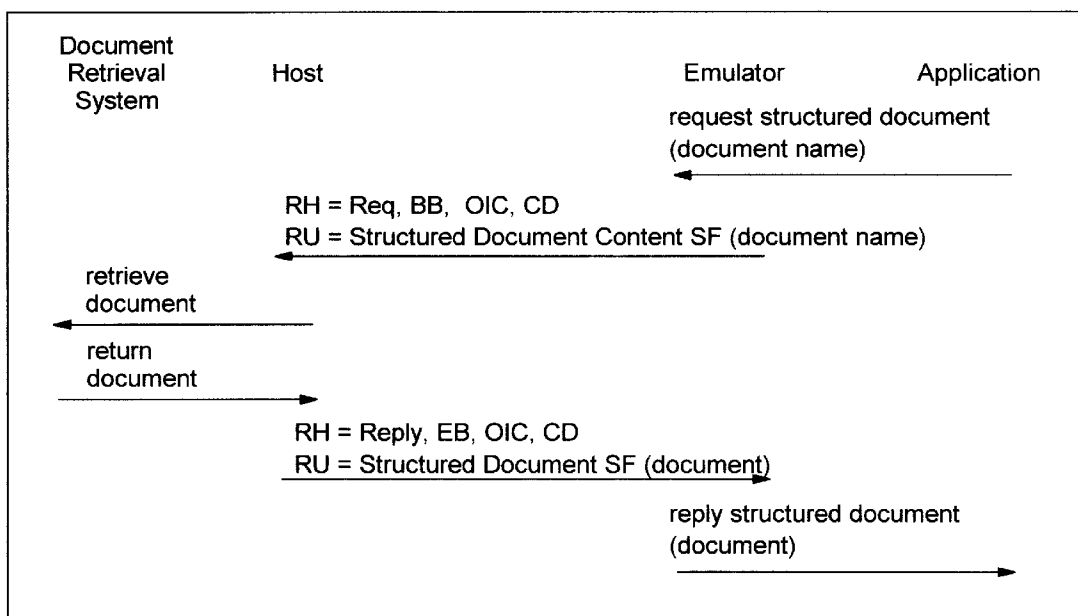 Document
Retrieval
System
Host
Emulator
Application
request structured document
(document name)
RH = Req, BB, OIC, CD
RU = Structured Document Content SF (document name)
retrieve
document
return
document
RH = Reply, EB, OIC, CD
RU = Structured Document SF (document)
reply structured document
(document)